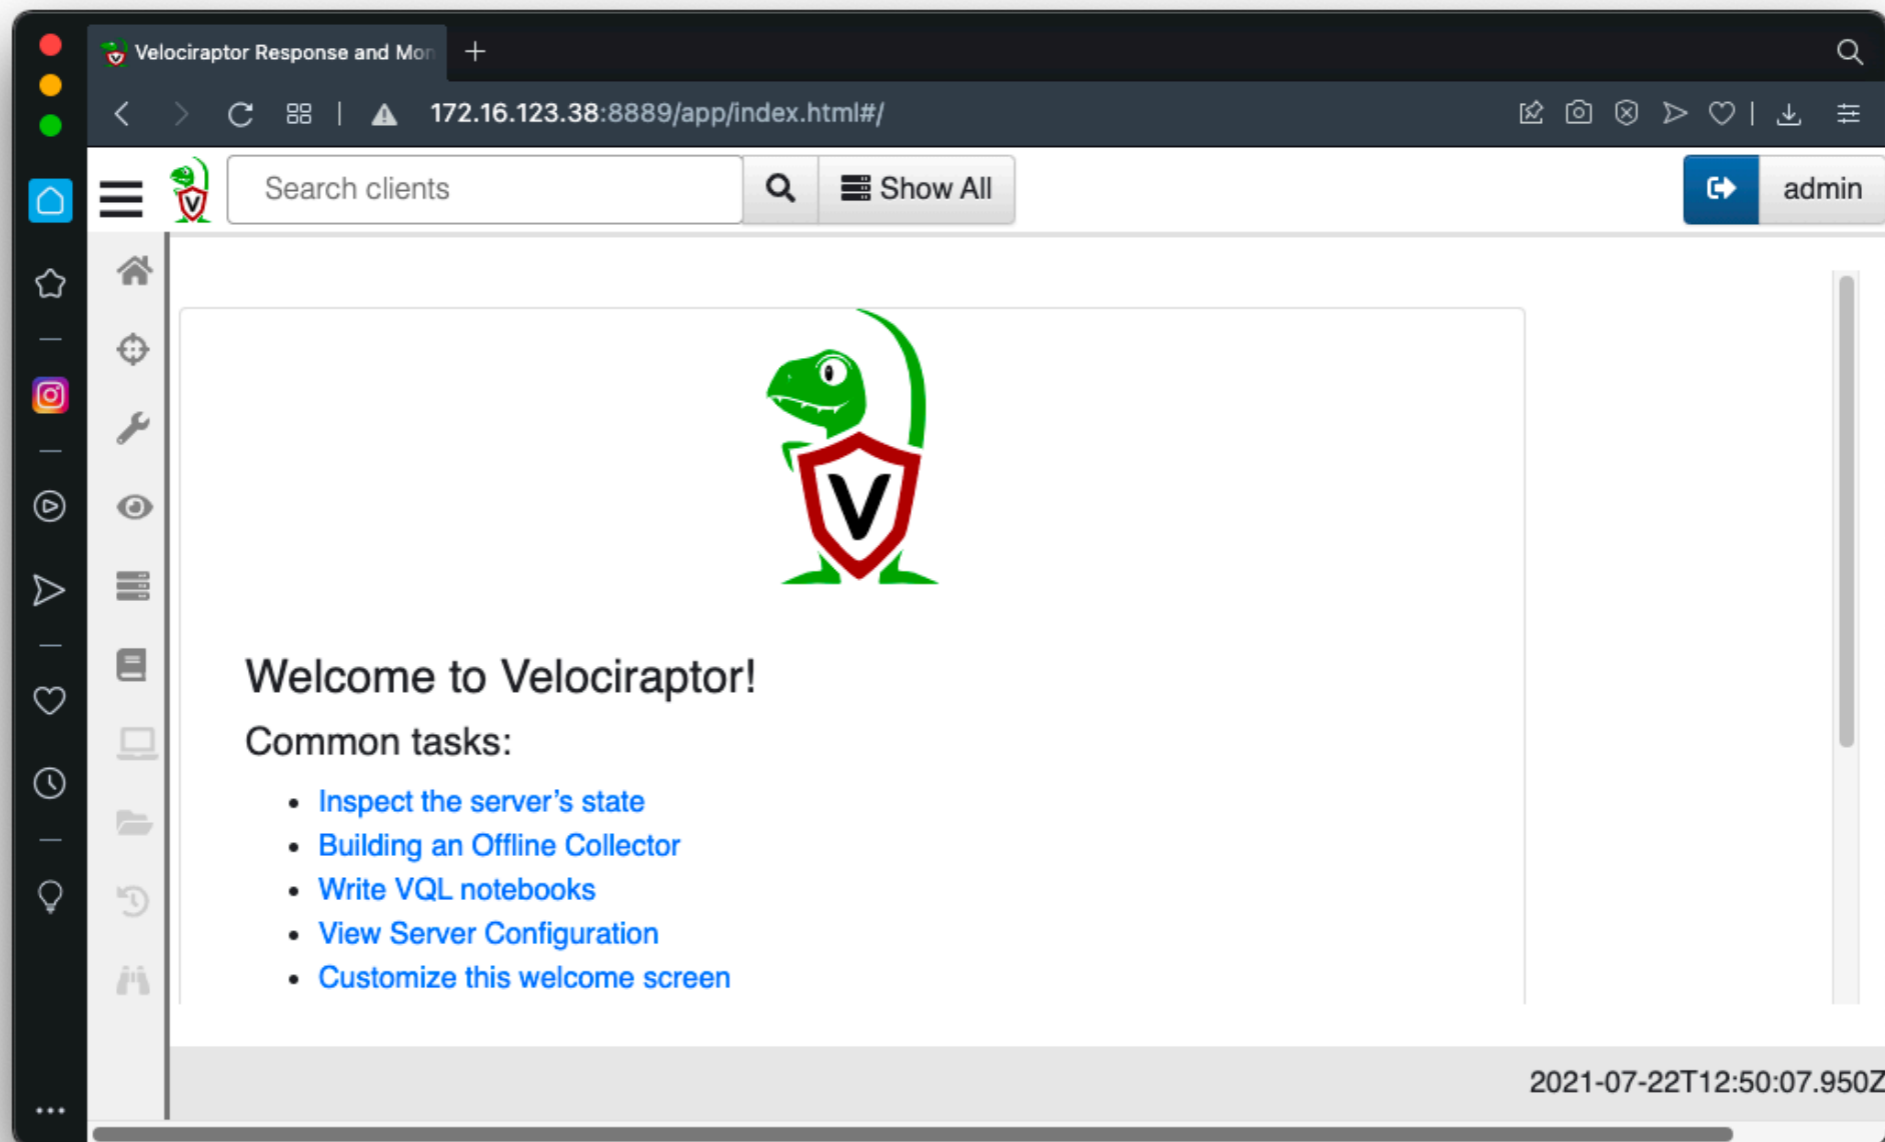 Velociraptor Response and Mon
172.16.123.38:8889/app/index.html#/
Search clients
Show All
admin
V
V
Welcome to Velociraptor!
Common tasks:
Inspect the server’s state
Building an Offline Collector
Write VQL notebooks
View Server Configuration
Customize this welcome screen
2021-07-22T12:50:07.950Z